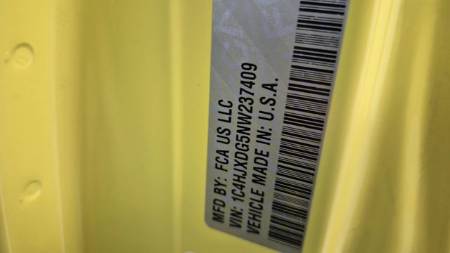 MFD BY: FCA US LLC
VIN: 1C4HJXDG5NW237409
VEHICLE MADE IN: U.S.A.